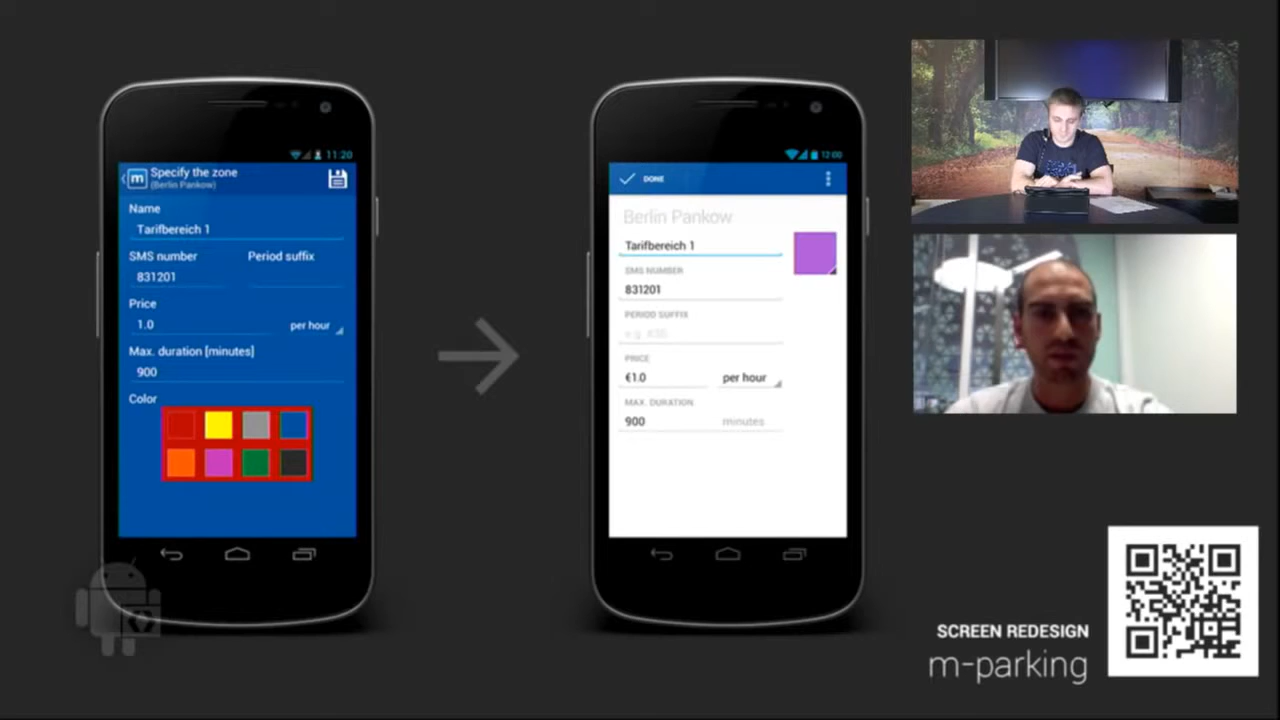 11:20
m
Specify the zone
(Berlin Pankow)
Name
Tarifbereich 1
SMS number
Period suffix
831201
Price
1.0
per hour
Max. duration [minutes]
900
Color
12:00
DONE
Berlin Pankow
Tarifbereich 1
SMS NUMBER
831201
PERIOD SUFFIX
e.g. #35
PRICE
€1.0
per hour
MAX. DURATION
900
minutes
SCREEN REDESIGN
m-parking